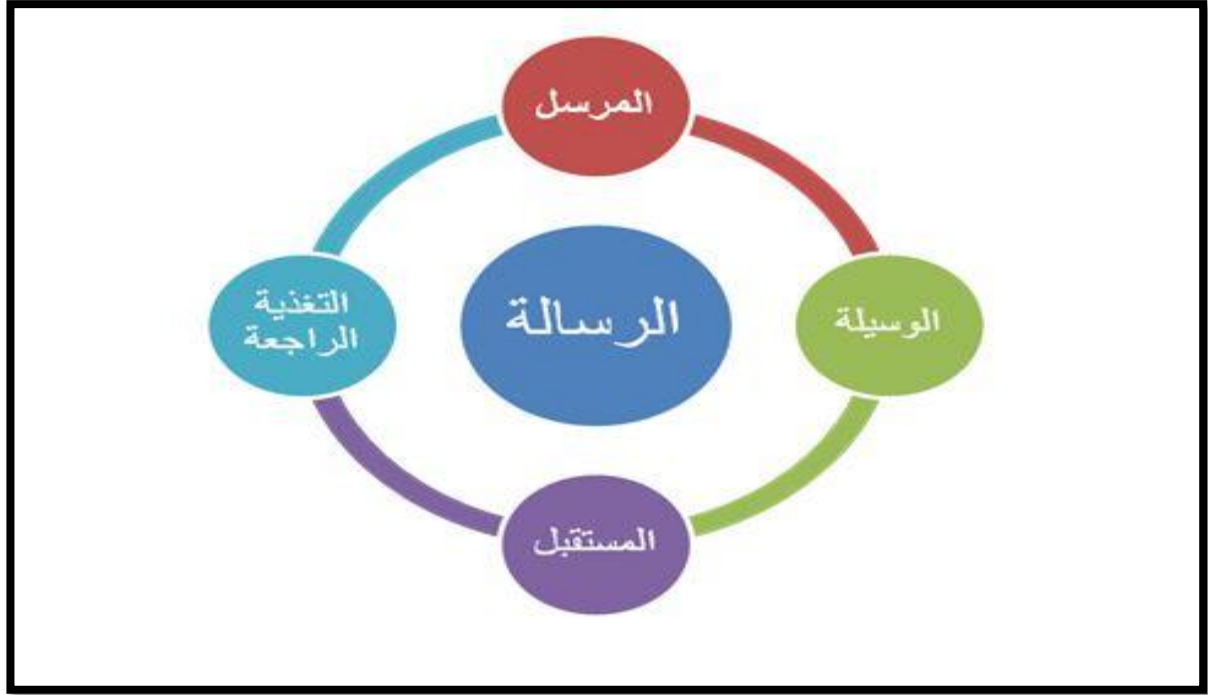 المرسل
الوسيلة
الرسالة
التغذية
الراجعة
المستقبل